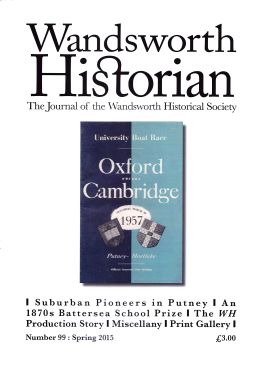 Wandsworth
Historian
The Journal of the Wandsworth Historical Society
University Boat Race
Oxford
versus
Cambridge
1957
Putney - Mortlake
I Suburban Pioneers in Putney I An
1870s Battersea School Prize I The WH
Production Story I Miscellany I Print Gallery I
Number 99 : Spring 2015
£3.00